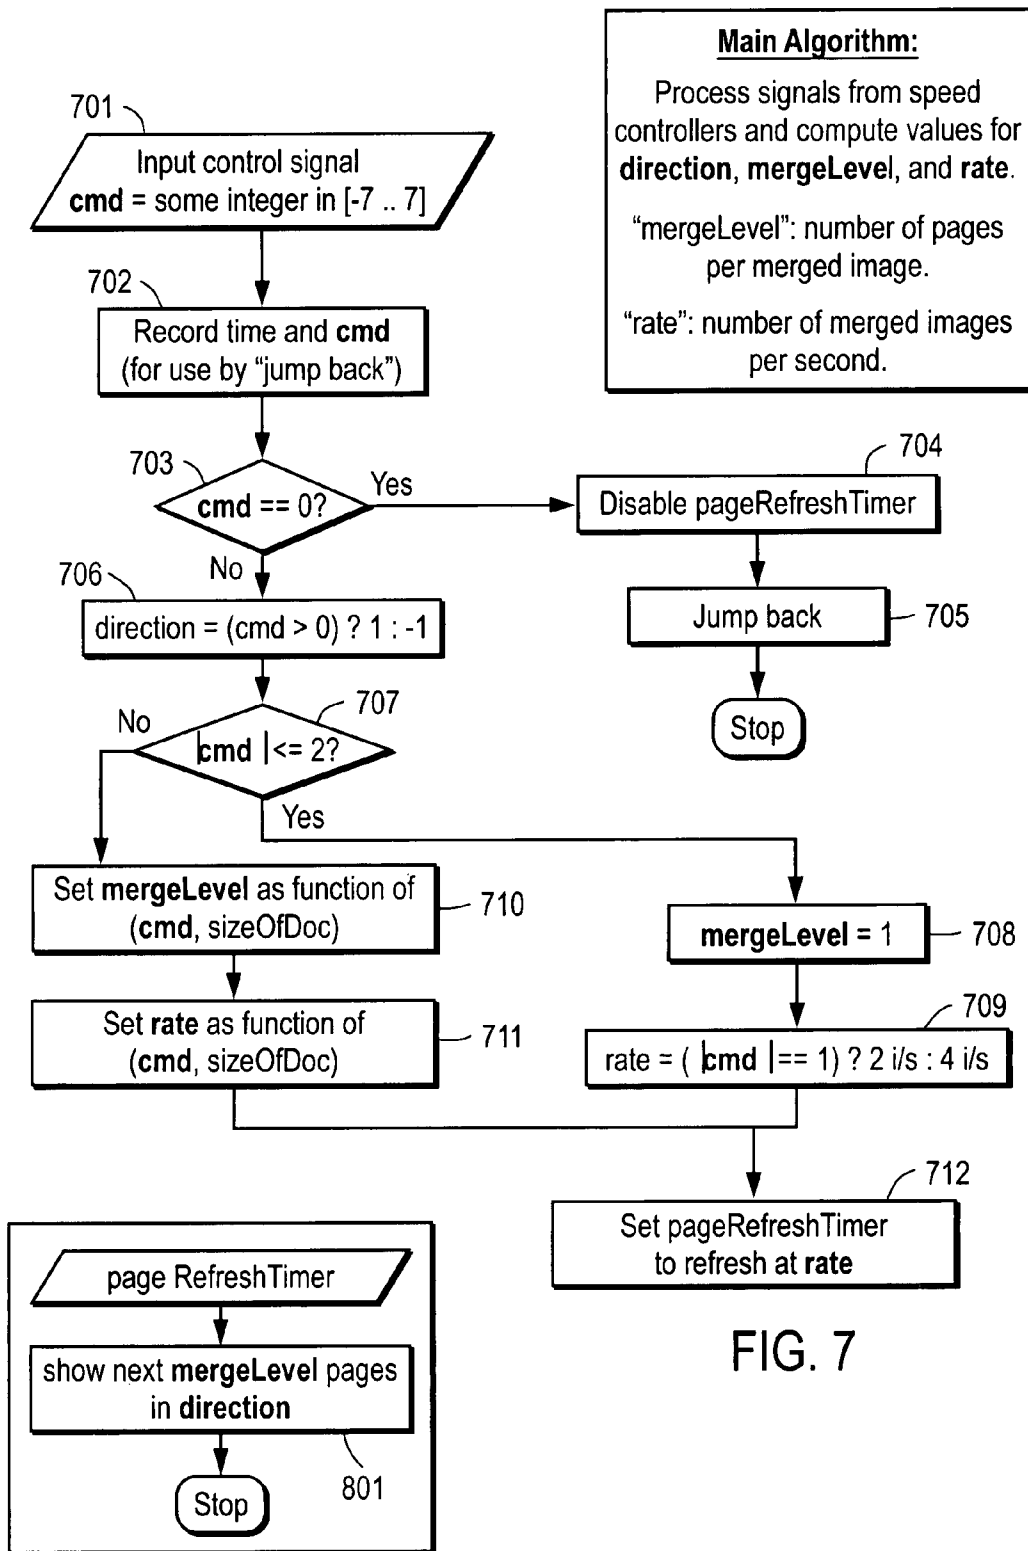 Main Algorithm:
Process signals from speed
controllers and compute values for
direction, mergeLevel, and rate.
“mergeLevel”: number of pages
per merged image.
“rate”: number of merged images
per second.
701
Input control signal
cmd = some integer in [-7 .. 7]
702
Record time and cmd
(for use by “jump back”)
703
cmd == 0?
Yes
704
Disable pageRefreshTimer
Jump back
705
Stop
No
706
direction = (cmd > 0) ? 1 : -1
707
|cmd | <= 2?
No
Yes
Set mergeLevel as function of
(cmd, sizeOfDoc)
710
Set rate as function of
(cmd, sizeOfDoc)
711
mergeLevel = 1
708
709
rate = ( |cmd | == 1) ? 2 i/s : 4 i/s
712
Set pageRefreshTimer
to refresh at rate
page RefreshTimer
show next mergeLevel pages
in direction
801
Stop
FIG. 7